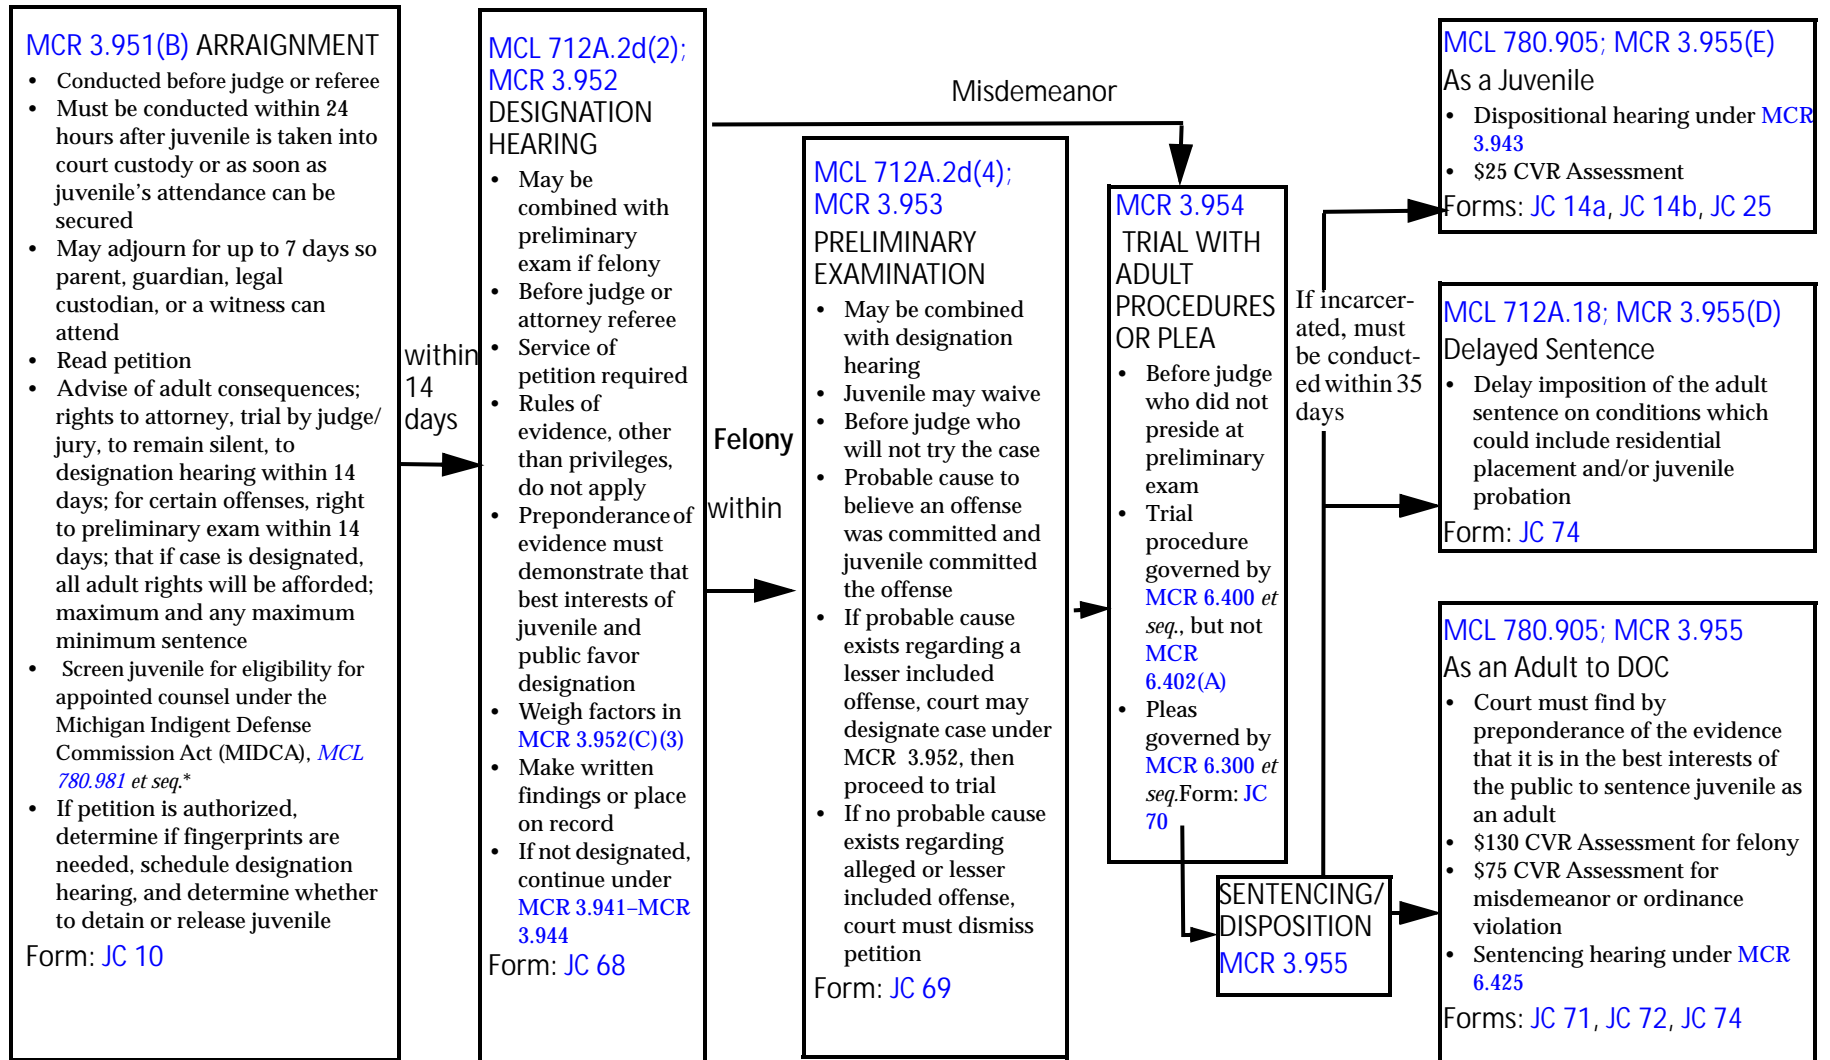 MCR 3.951(B) ARRAIGNMENT
• Conducted before judge or referee
• Must be conducted within 24
hours after juvenile is taken into
court custody or as soon as
juvenile’s attendance can be
secured
• May adjourn for up to 7 days so
parent, guardian, legal
custodian, or a witness can
attend
• Read petition
• Advise of adult consequences;
rights to attorney, trial by judge/
jury, to remain silent, to
designation hearing within 14
days; for certain offenses, right
to preliminary exam within 14
days; that if case is designated,
all adult rights will be afforded;
maximum and any maximum
minimum sentence
• Screen juvenile for eligibility for
appointed counsel under the
Michigan Indigent Defense
Commission Act (MIDCA), MCL
780.981 et seq.*
• If petition is authorized,
determine if fingerprints are
needed, schedule designation
hearing, and determine whether
to detain or release juvenile
Form: JC 10
within
14
days
MCL 712A.2d(2);
MCR 3.952
DESIGNATION
HEARING
• May be
combined with
preliminary
exam if felony
• Before judge or
attorney referee
• Service of
petition required
• Rules of
evidence, other
than privileges,
do not apply
• Preponderance of
evidence must
demonstrate that
best interests of
juvenile and
public favor
designation
• Weigh factors in
MCR 3.952(C)(3)
• Make written
findings or place
on record
• If not designated,
continue under
MCR 3.941–MCR
3.944
Form: JC 68
Misdemeanor
Felony
within
MCL 712A.2d(4);
MCR 3.953
PRELIMINARY
EXAMINATION
• May be combined
with designation
hearing
• Juvenile may waive
• Before judge who
will not try the case
• Probable cause to
believe an offense
was committed and
juvenile committed
the offense
• If probable cause
exists regarding a
lesser included
offense, court may
designate case under
MCR 3.952, then
proceed to trial
• If no probable cause
exists regarding
alleged or lesser
included offense,
court must dismiss
petition
Form: JC 69
MCR 3.954
TRIAL WITH
ADULT
PROCEDURES
OR PLEA
• Before judge
who did not
preside at
preliminary
exam
• Trial
procedure
governed by
MCR 6.400 et
seq., but not
MCR
6.402(A)
• Pleas
governed by
MCR 6.300 et
seq.Form: JC
70
SENTENCING/
DISPOSITION
MCR 3.955
If incarcer-
ated, must
be conduct-
ed within 35
days
MCL 780.905; MCR 3.955(E)
As a Juvenile
• Dispositional hearing under MCR
3.943
• $25 CVR Assessment
Forms: JC 14a, JC 14b, JC 25
MCL 712A.18; MCR 3.955(D)
Delayed Sentence
• Delay imposition of the adult
sentence on conditions which
could include residential
placement and/or juvenile
probation
Form: JC 74
MCL 780.905; MCR 3.955
As an Adult to DOC
• Court must find by
preponderance of the evidence
that it is in the best interests of
the public to sentence juvenile as
an adult
• $130 CVR Assessment for felony
• $75 CVR Assessment for
misdemeanor or ordinance
violation
• Sentencing hearing under MCR
6.425
Forms: JC 71, JC 72, JC 74